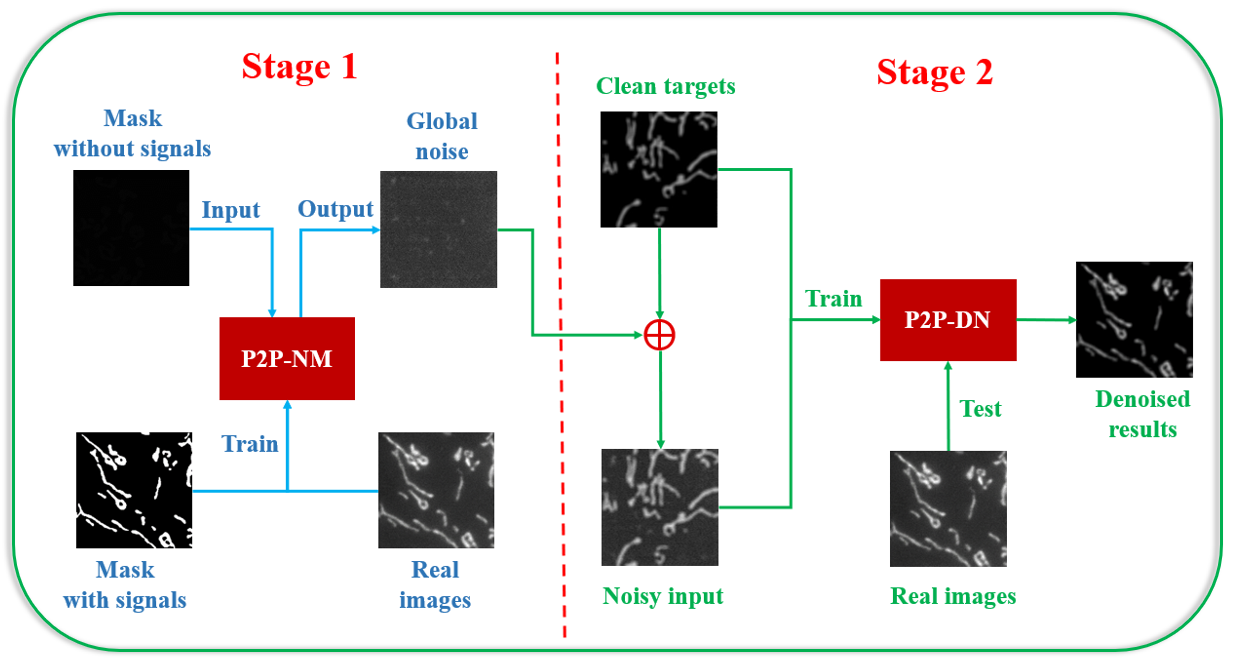 Stage 1
Mask
without signals
Global
noise
Input
Output
P2P-NM
Train
Mask
with signals
Real
images
Stage 2
Clean targets
Train
P2P-DN
Test
Denoised
results
Noisy input
Real images